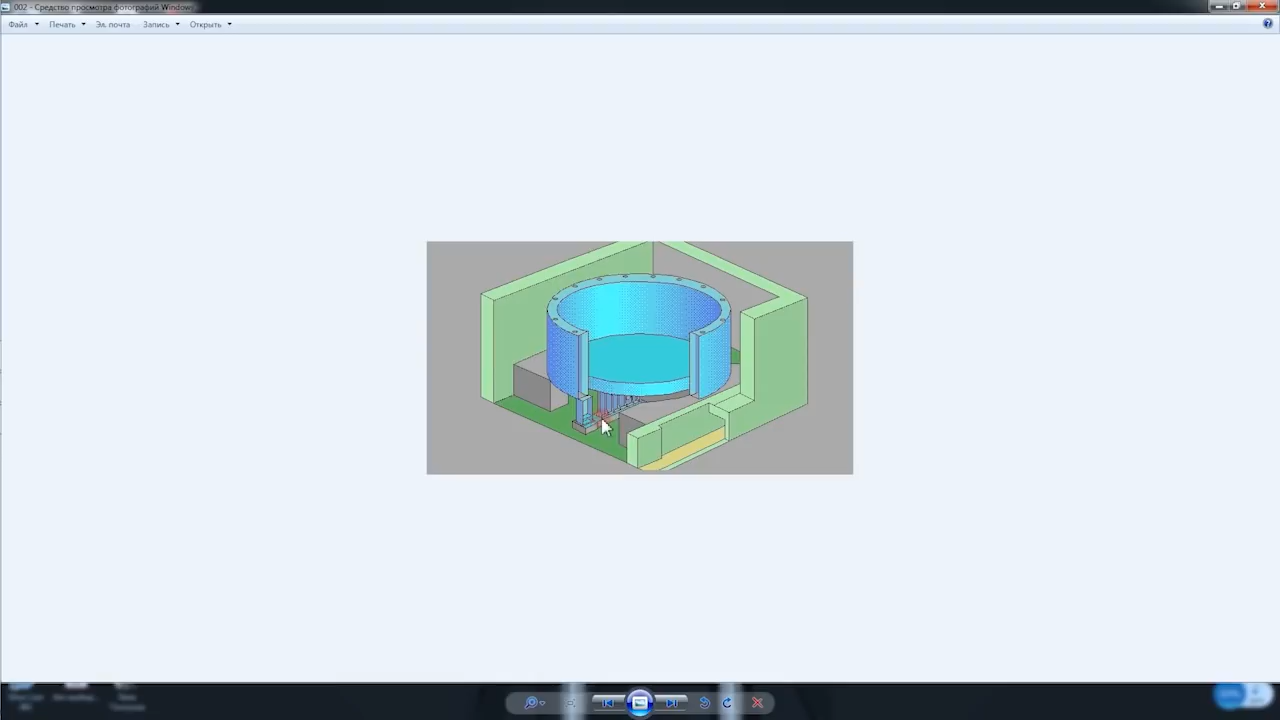 002 - Средство просмотра фотографий Windows
Файл Печать Эл. почта Запись Открыть